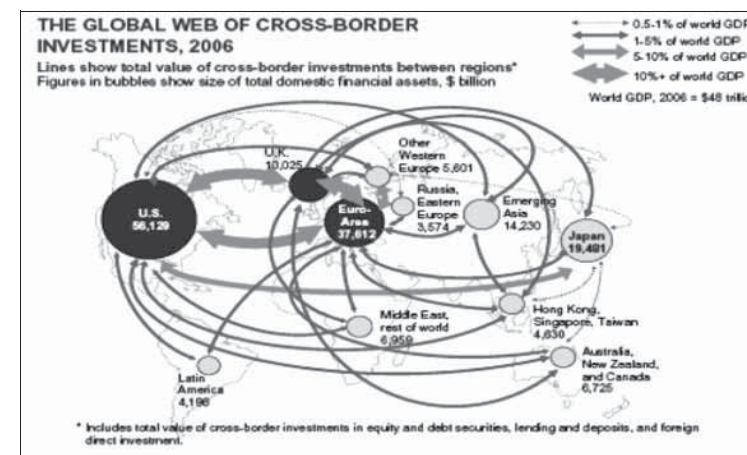 THE GLOBAL WEB OF CROSS-BORDER
INVESTMENTS, 2006
Lines show total value of cross-border investments between regions*
Figures in bubbles show size of total domestic financial assets, $ billion
0.5-1% of world GDP
1-5% of world GDP
5-10% of world GDP
10%+ of world GDP
World GDP, 2006 = $48 trilli
U.K.
10,025
Other
Western
Europe 5,601
U.S.
56,129
Euro-
Area
37,612
Russia,
Eastern
Europe
3,574
Emerging
Asia
14,230
Japan
19,481
Middle East,
rest of world
6,959
Hong Kong,
Singapore, Taiwan
4,630
Latin
America
4,196
Australia,
New Zealand,
and Canada
6,725
* Includes total value of cross-border investments in equity and debt securities, lending and deposits, and foreign
direct investment.